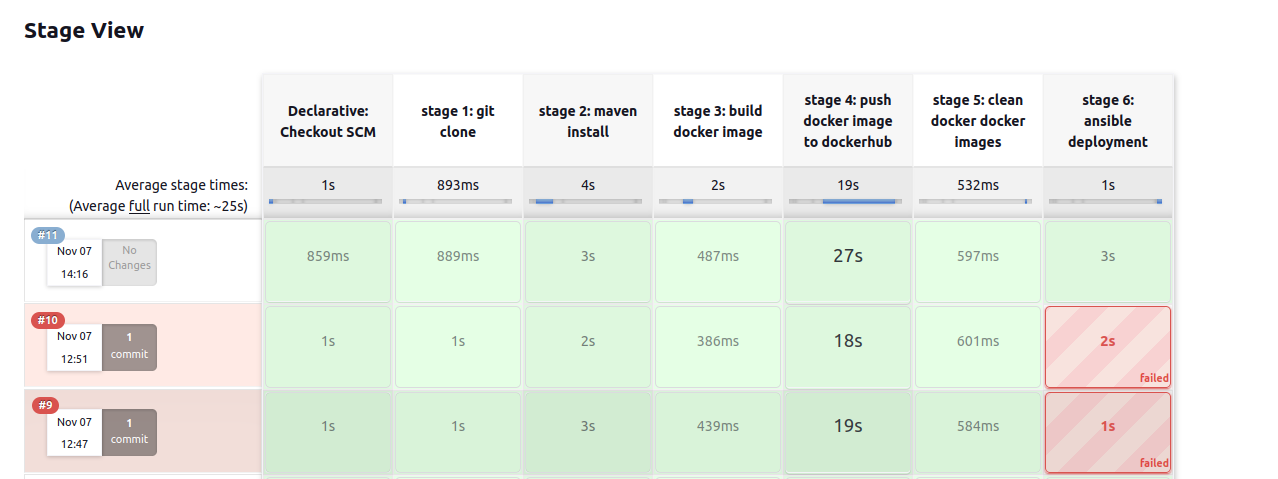 Stage View
Declarative: Checkout SCM
stage 1: git clone
stage 2: maven install
stage 3: build docker image
stage 4: push docker image to dockerhub
stage 5: clean docker docker images
stage 6: ansible deployment
Average stage times:
(Average full run time: ~25s)
1s
893ms
4s
2s
19s
532ms
1s
#11
Nov 07
14:16
No
Changes
859ms
889ms
3s
487ms
27s
597ms
3s
#10
Nov 07
12:51
1
commit
1s
1s
2s
386ms
18s
601ms
2s
failed
#9
Nov 07
12:47
1
commit
1s
1s
3s
439ms
19s
584ms
1s
failed